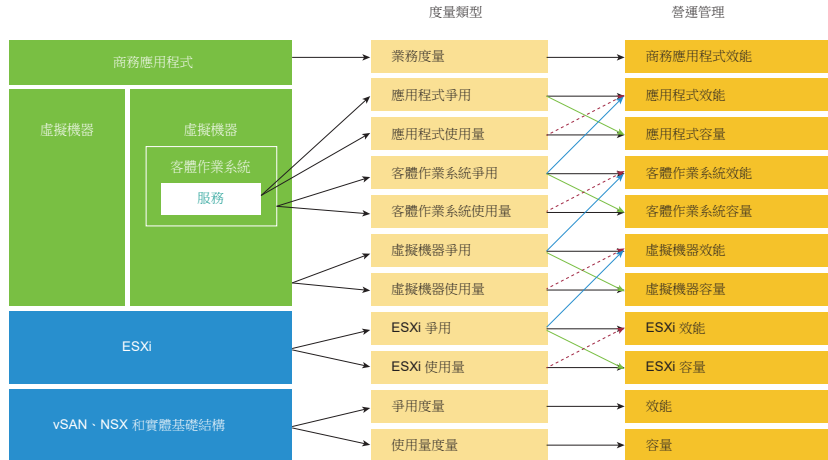 度量類型
營運管理
商務應用程式
業務度量
商務應用程式效能
虛擬機器
虛擬機器
客體作業系統
服務
應用程式爭用
應用程式效能
應用程式使用量
應用程式容量
客體作業系統爭用
客體作業系統效能
客體作業系統使用量
客體作業系統容量
虛擬機器爭用
虛擬機器效能
虛擬機器使用量
虛擬機器容量
ESXi
ESXi 爭用
ESXi 效能
ESXi 使用量
ESXi 容量
vSAN、NSX 和實體基礎結構
爭用度量
效能
使用量度量
容量